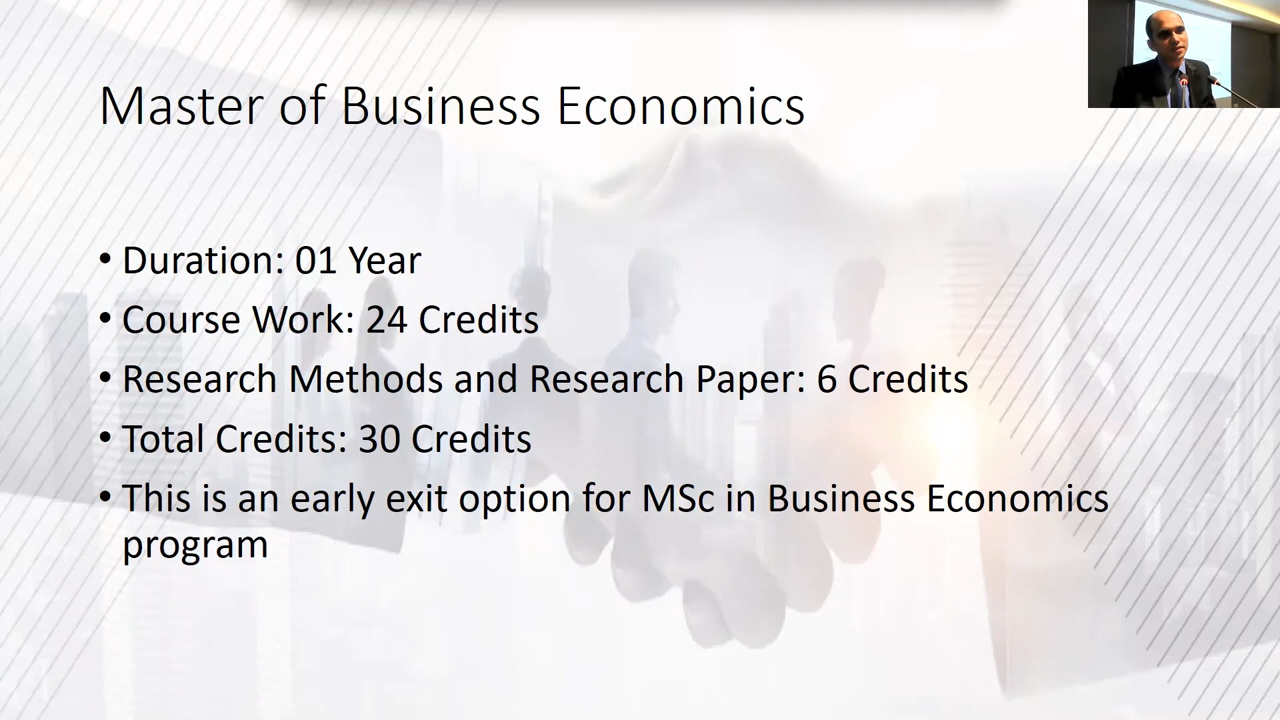 Master of Business Economics
• Duration: 01 Year
• Course Work: 24 Credits
• Research Methods and Research Paper: 6 Credits
• Total Credits: 30 Credits
• This is an early exit option for MSc in Business Economics
program